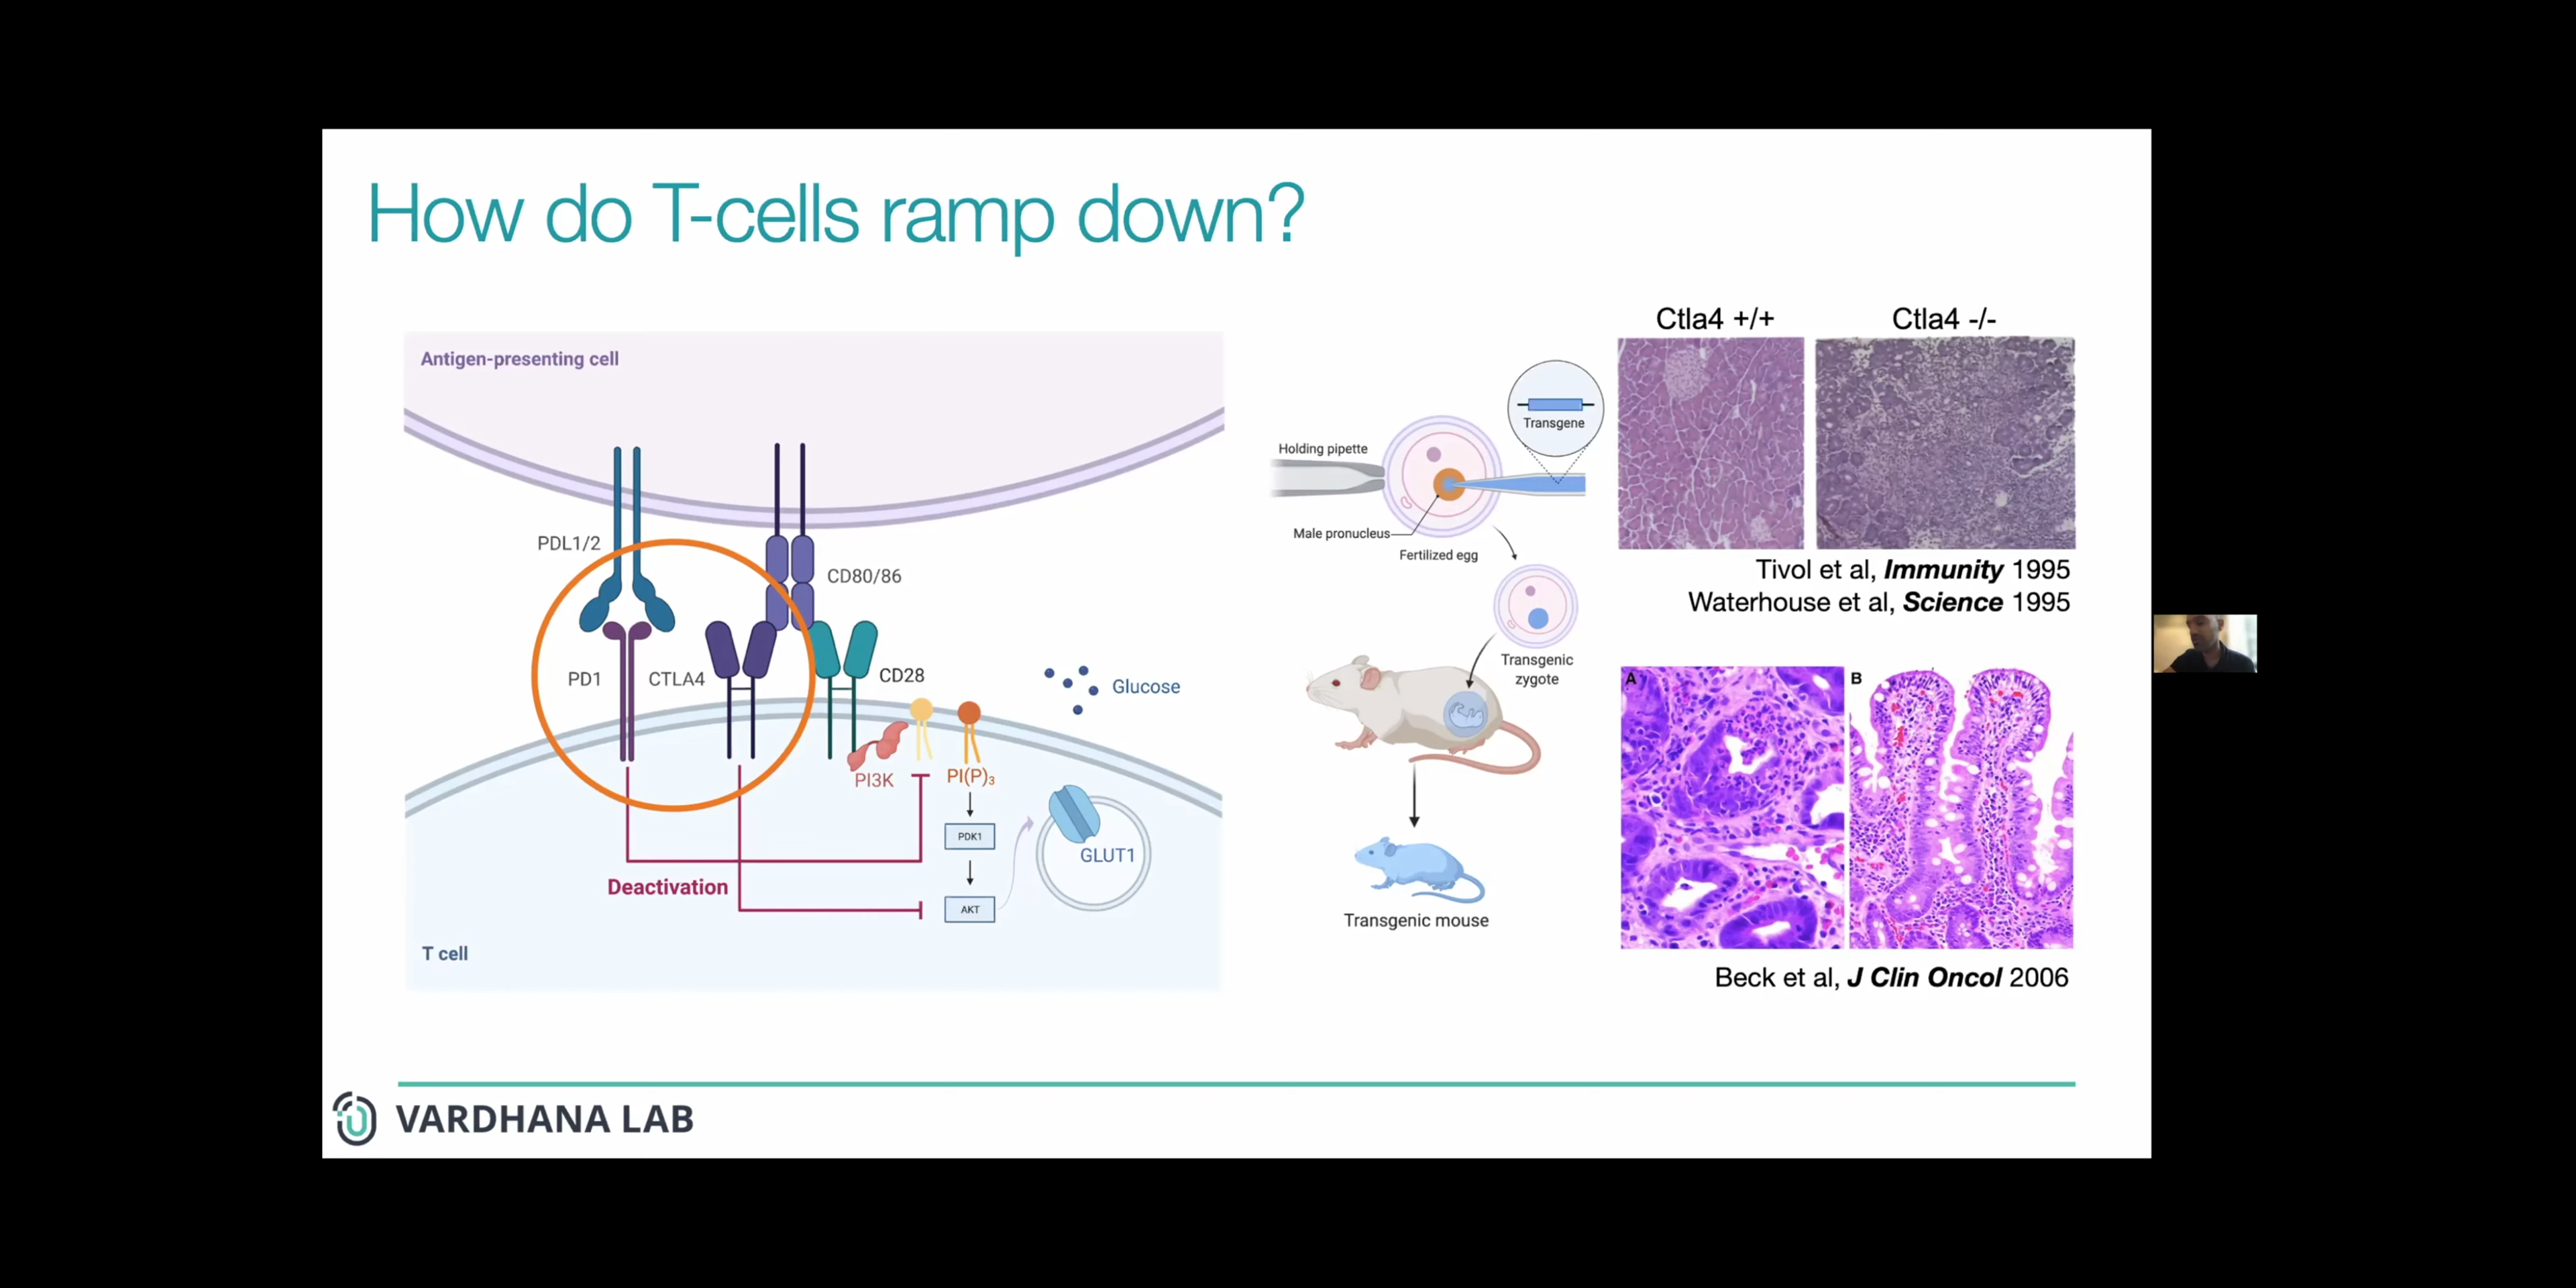 How do T-cells ramp down?
Antigen-presenting cell
PDL1/2
CD80/86
PD1
CTLA4
CD28
Glucose
PI3K
PI(P)₃
PDK1
GLUT1
Deactivation
AKT
T cell
Holding pipette
Transgene
Male pronucleus
Fertilized egg
Transgenic
zygote
Transgenic mouse
Ctla4 +/+
Ctla4 -/-
Tivol et al, Immunity 1995
Waterhouse et al, Science 1995
A
B
Beck et al, J Clin Oncol 2006
VARDHANA LAB